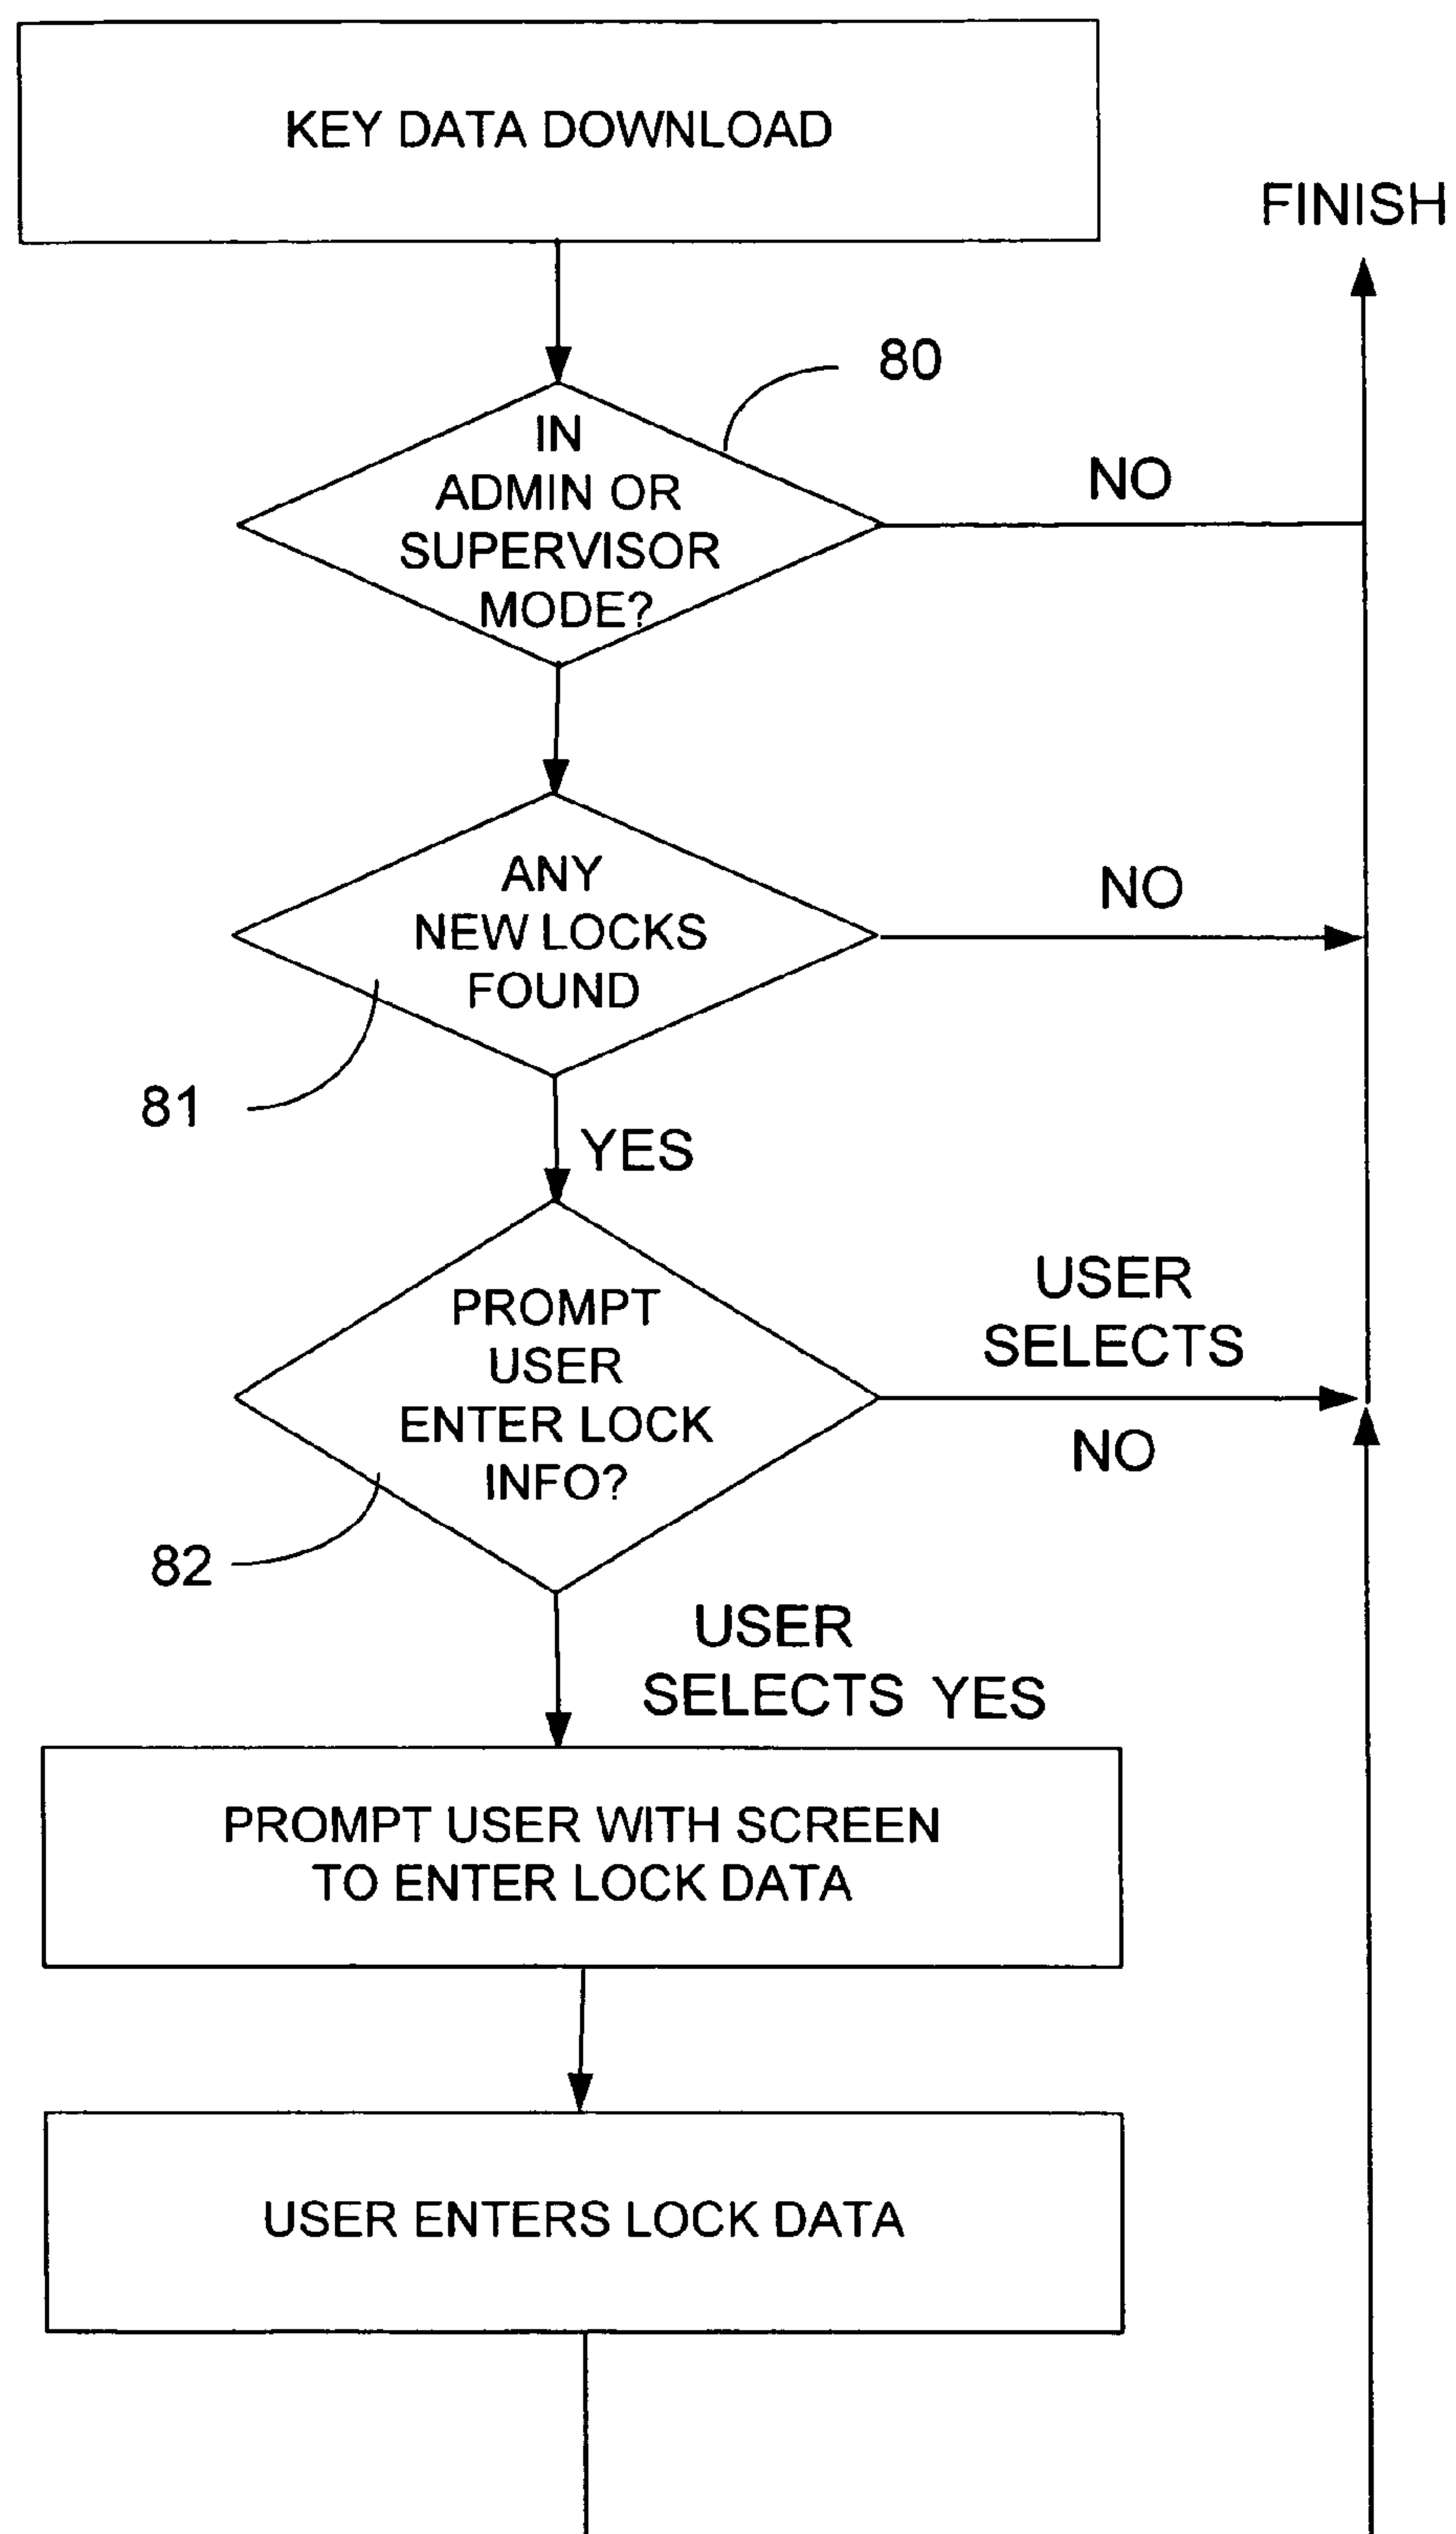 KEY DATA DOWNLOAD
FINISH
80
IN
ADMIN OR
SUPERVISOR
MODE?
NO
ANY
NEW LOCKS
FOUND
NO
81
YES
PROMPT
USER
ENTER LOCK
INFO?
USER
SELECTS
NO
82
USER
SELECTS YES
PROMPT USER WITH SCREEN
TO ENTER LOCK DATA
USER ENTERS LOCK DATA